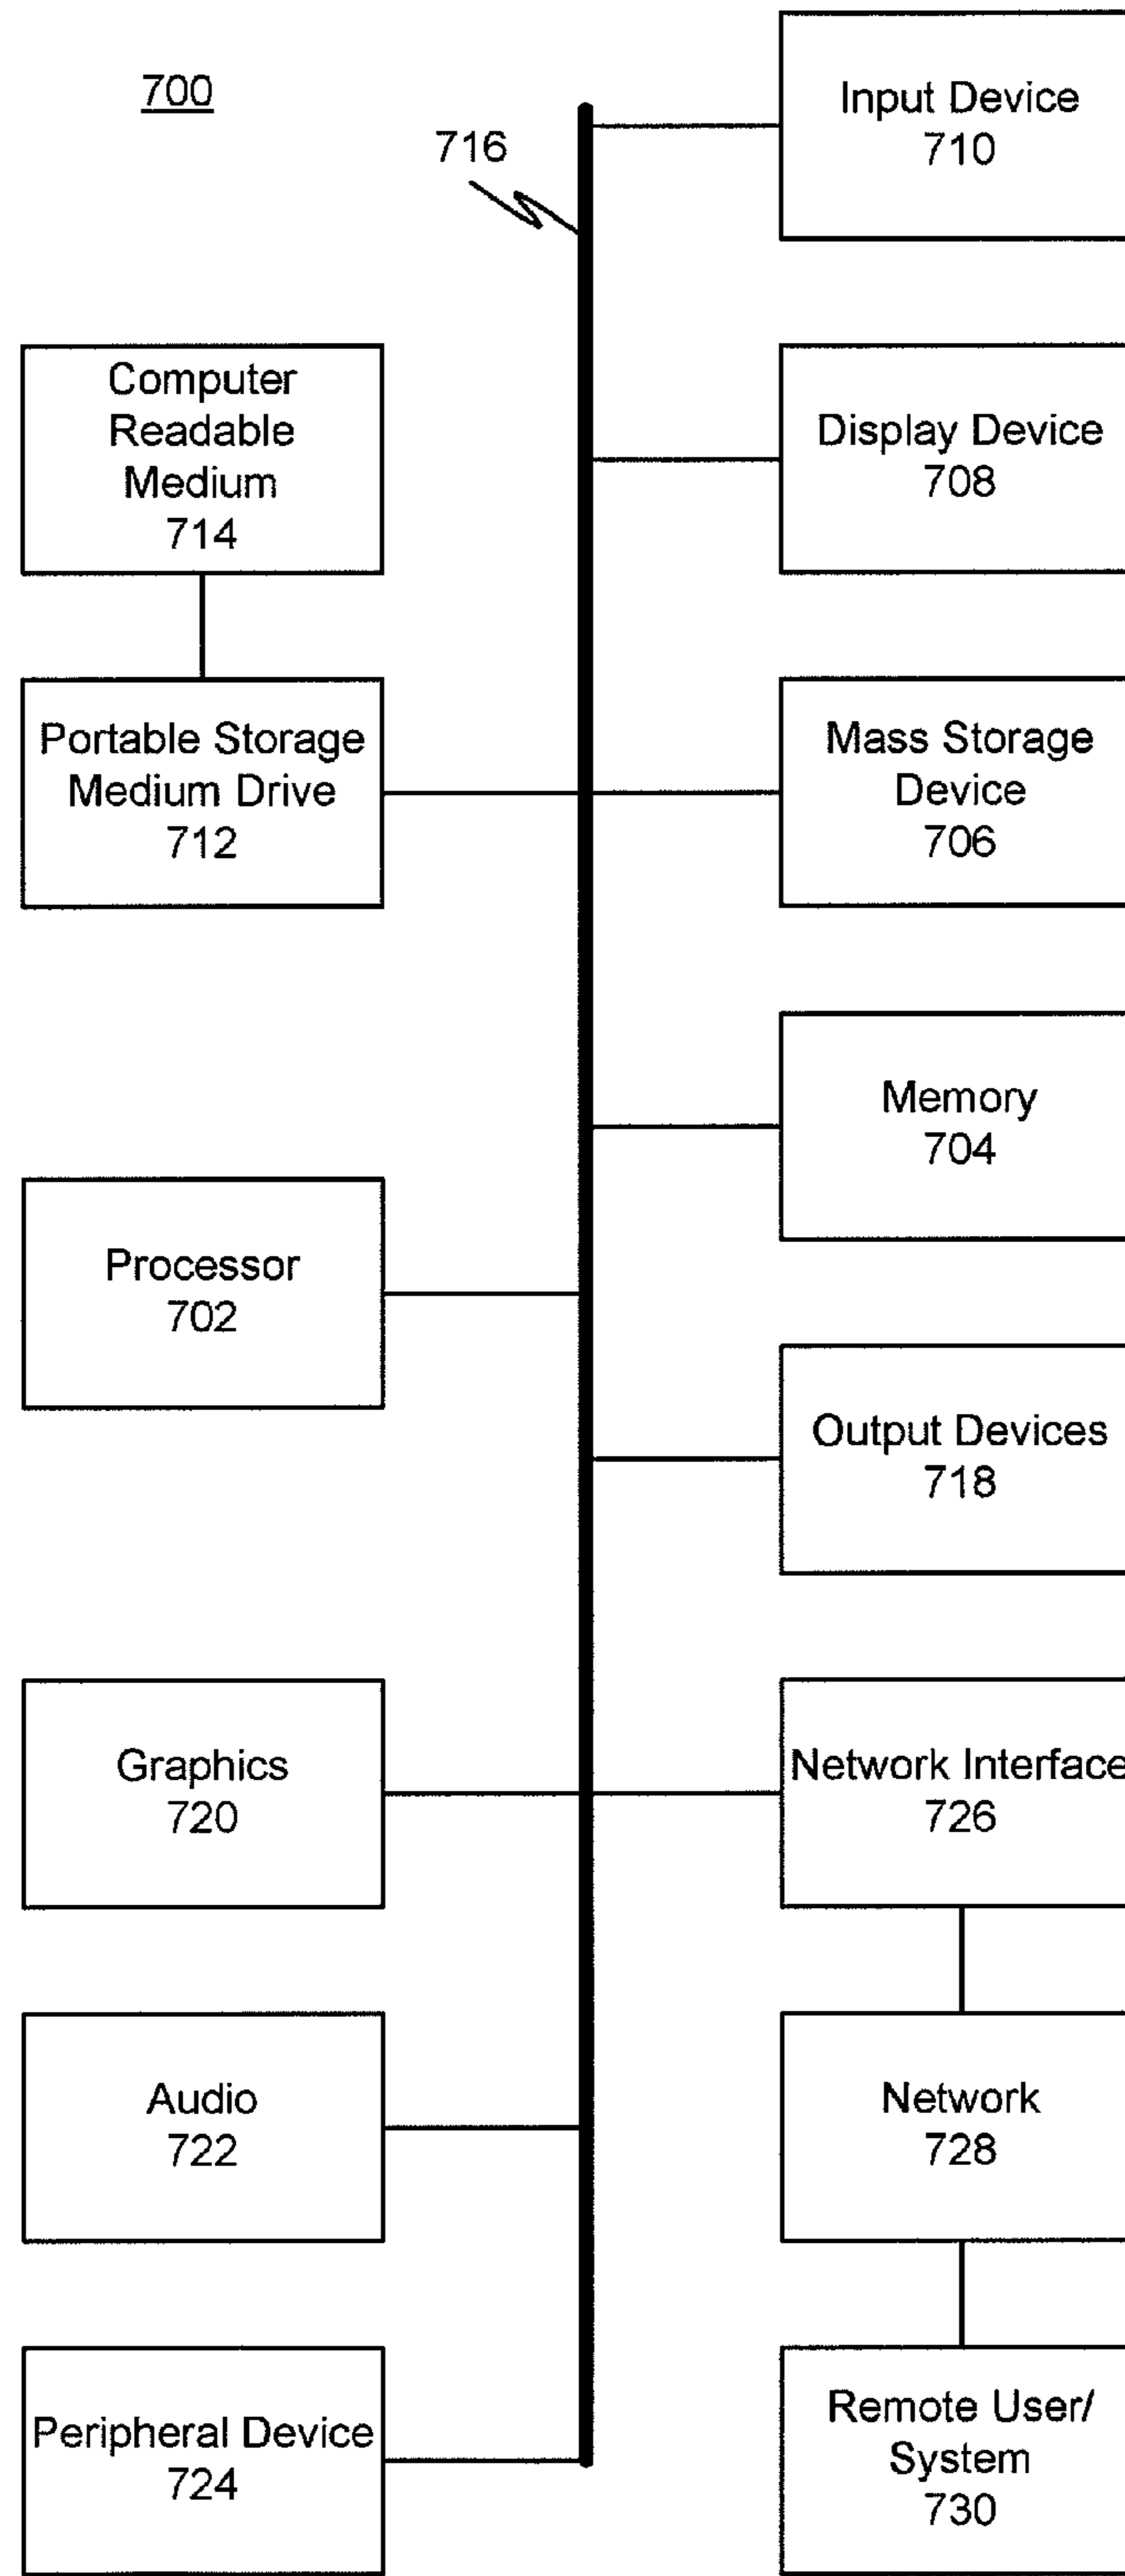 700
716
Input Device
710
Computer
Readable
Medium
714
Display Device
708
Portable Storage
Medium Drive
712
Mass Storage
Device
706
Memory
704
Processor
702
Output Devices
718
Graphics
720
Network Interface
726
Audio
722
Network
728
Peripheral Device
724
Remote User/
System
730